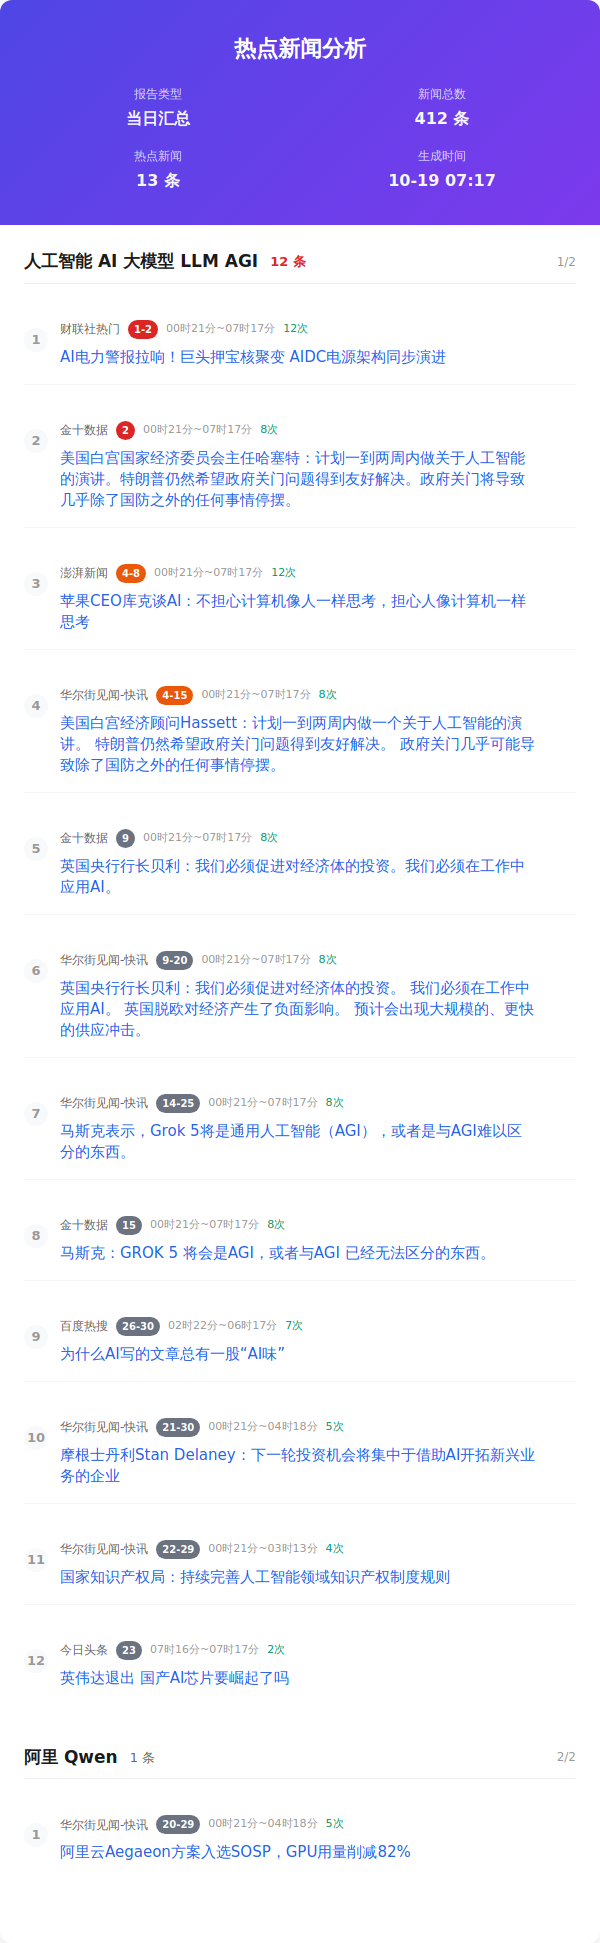 热点新闻分析
报告类型
新闻总数
当日汇总
412 条
热点新闻
生成时间
13 条
10-19 07:17
人工智能 AI 大模型 LLM AGI 12 条 1/2
1
财联社热门 1-2 00时21分~07时17分 12次
AI电力警报拉响！巨头押宝核聚变 AIDC电源架构同步演进
2
金十数据 2 00时21分~07时17分 8次
美国白宫国家经济委员会主任哈塞特：计划一到两周内做关于人工智能
的演讲。特朗普仍然希望政府关门问题得到友好解决。政府关门将导致
几乎除了国防之外的任何事情停摆。
3
澎湃新闻 4-8 00时21分~07时17分 12次
苹果CEO库克谈AI：不担心计算机像人一样思考，担心人像计算机一样
思考
4
华尔街见闻-快讯 4-15 00时21分~07时17分 8次
美国白宫经济顾问Hassett：计划一到两周内做一个关于人工智能的演
讲。 特朗普仍然希望政府关门问题得到友好解决。 政府关门几乎可能导
致除了国防之外的任何事情停摆。
5
金十数据 9 00时21分~07时17分 8次
英国央行行长贝利：我们必须促进对经济体的投资。我们必须在工作中
应用AI。
6
华尔街见闻-快讯 9-20 00时21分~07时17分 8次
英国央行行长贝利：我们必须促进对经济体的投资。 我们必须在工作中
应用AI。 英国脱欧对经济产生了负面影响。 预计会出现大规模的、更快
的供应冲击。
7
华尔街见闻-快讯 14-25 00时21分~07时17分 8次
马斯克表示，Grok 5将是通用人工智能（AGI），或者是与AGI难以区
分的东西。
8
金十数据 15 00时21分~07时17分 8次
马斯克：GROK 5 将会是AGI，或者与AGI 已经无法区分的东西。
9
百度热搜 26-30 02时22分~06时17分 7次
为什么AI写的文章总有一股“AI味”
10
华尔街见闻-快讯 21-30 00时21分~04时18分 5次
摩根士丹利Stan Delaney：下一轮投资机会将集中于借助AI开拓新兴业
务的企业
11
华尔街见闻-快讯 22-29 00时21分~03时13分 4次
国家知识产权局：持续完善人工智能领域知识产权制度规则
12
今日头条 23 07时16分~07时17分 2次
英伟达退出 国产AI芯片要崛起了吗
阿里 Qwen 1 条 2/2
1
华尔街见闻-快讯 20-29 00时21分~04时18分 5次
阿里云Aegaeon方案入选SOSP，GPU用量削减82%